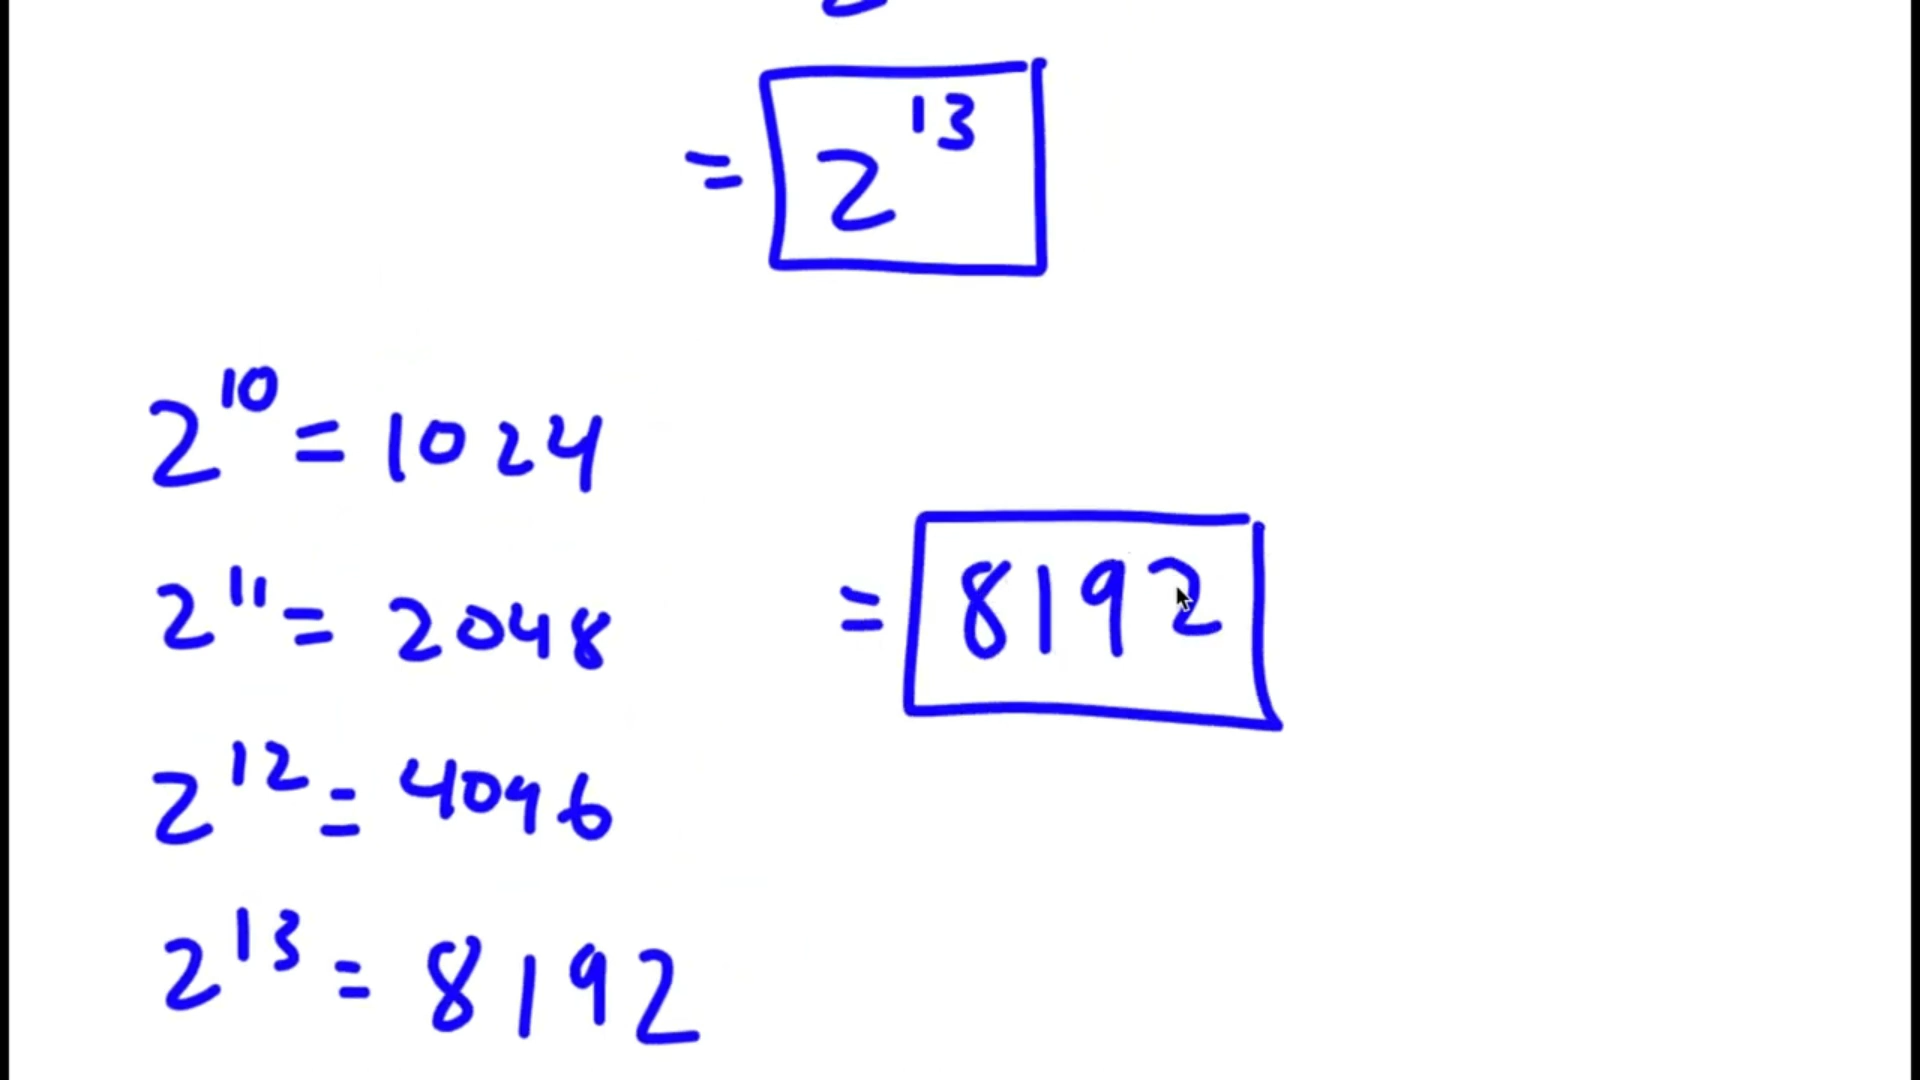 = 2^13
2^10 = 1024
2^11 = 2048
= 8192
2^12 = 4096
2^13 = 8192